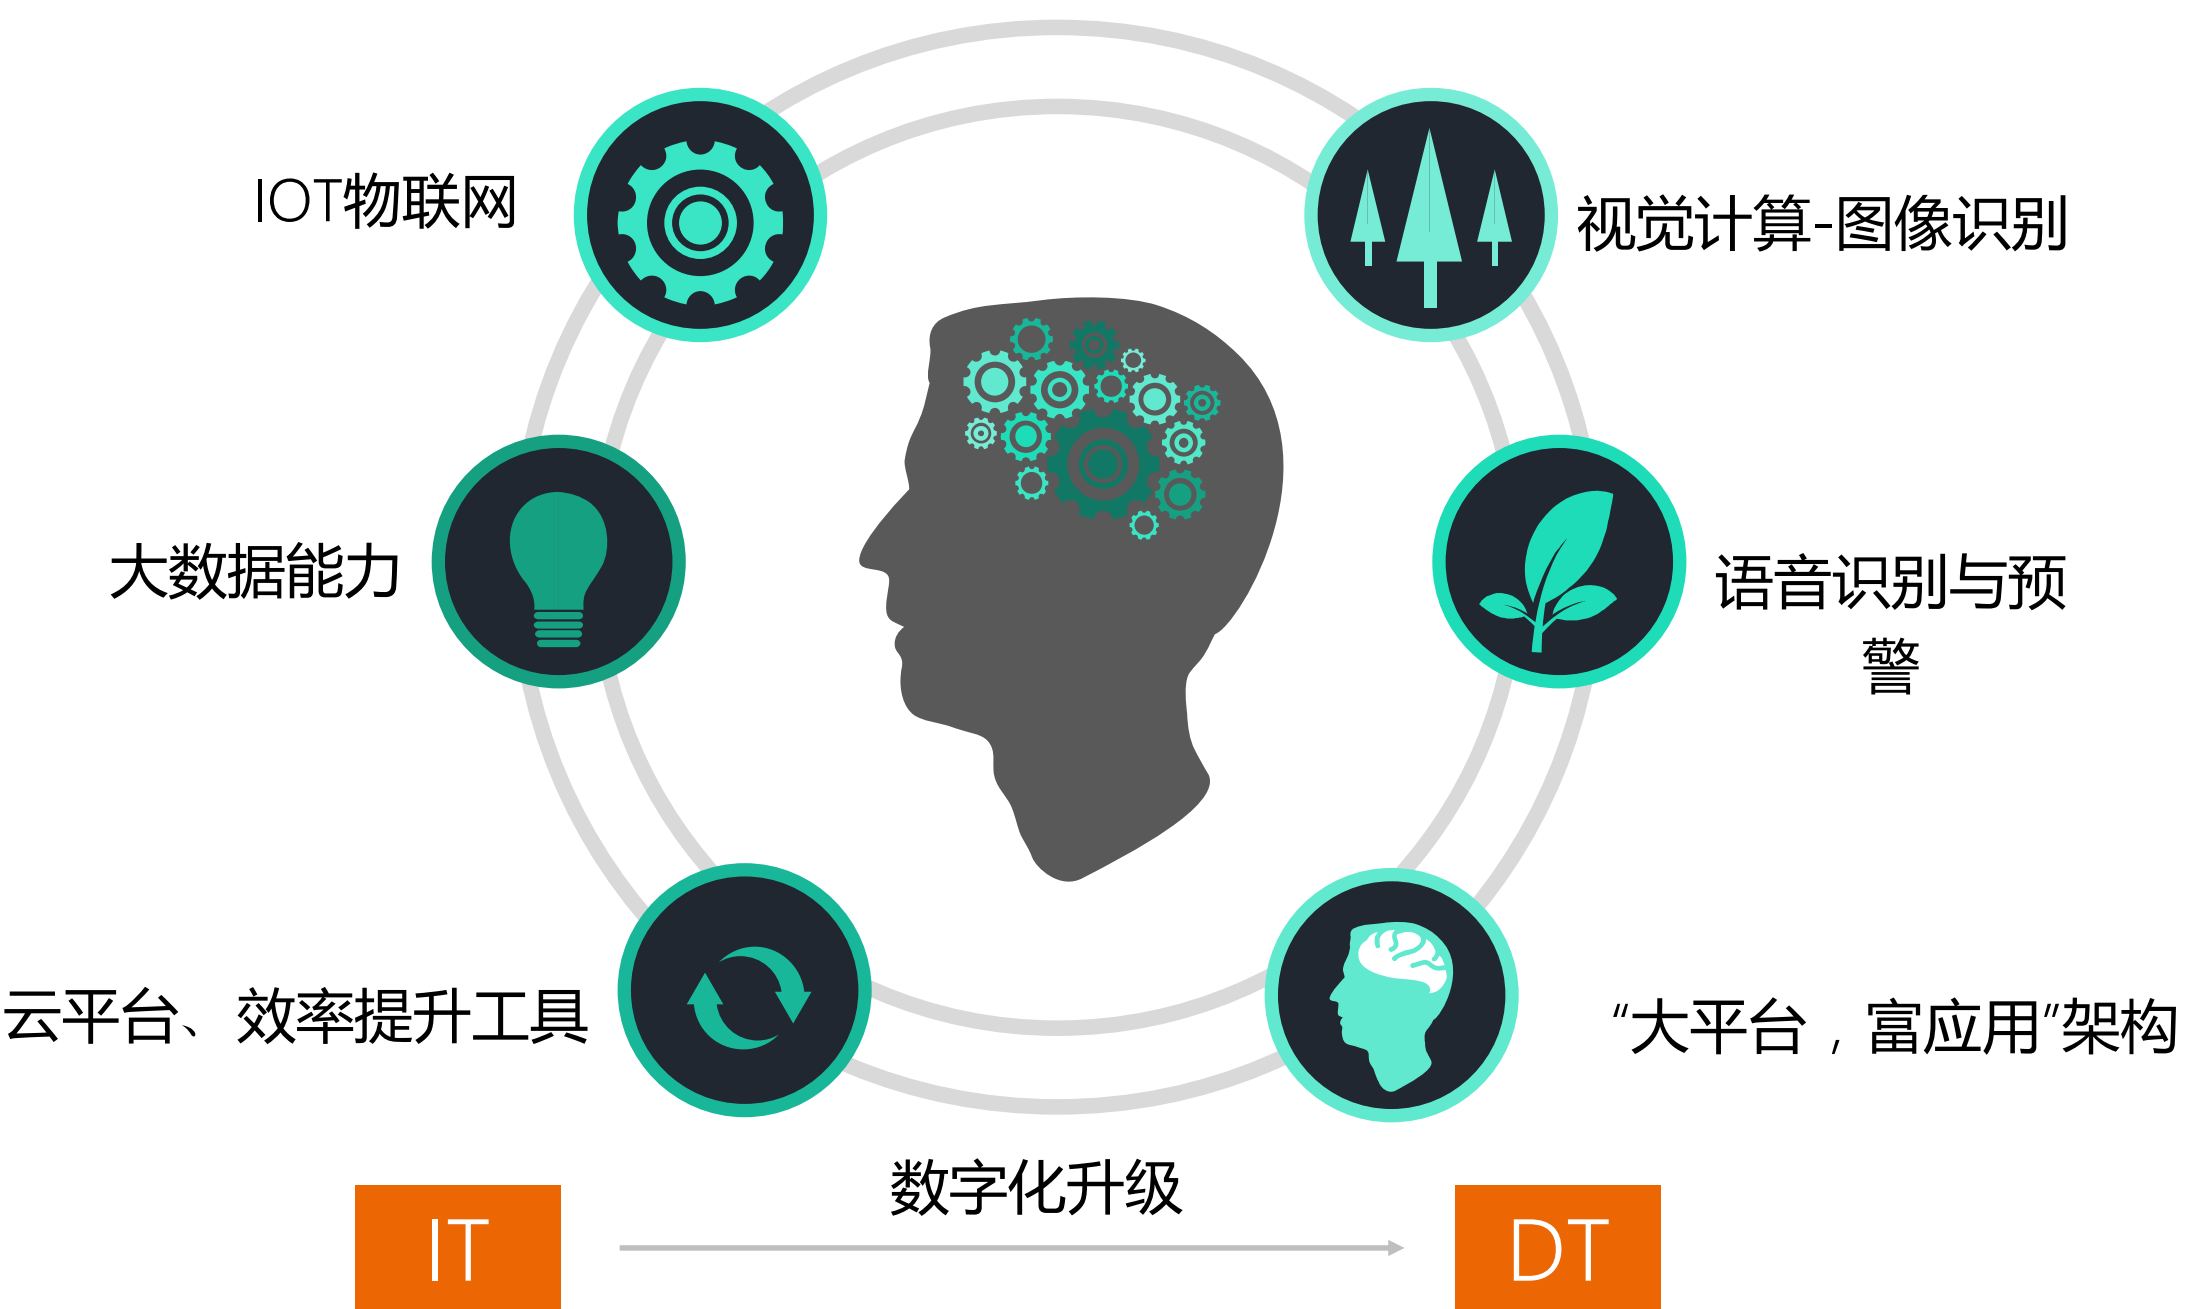 IOT物联网
视觉计算-图像识别
大数据能力
语音识别与预
警
云平台、效率提升工具
“大平台，富应用”架构
数字化升级
IT
DT